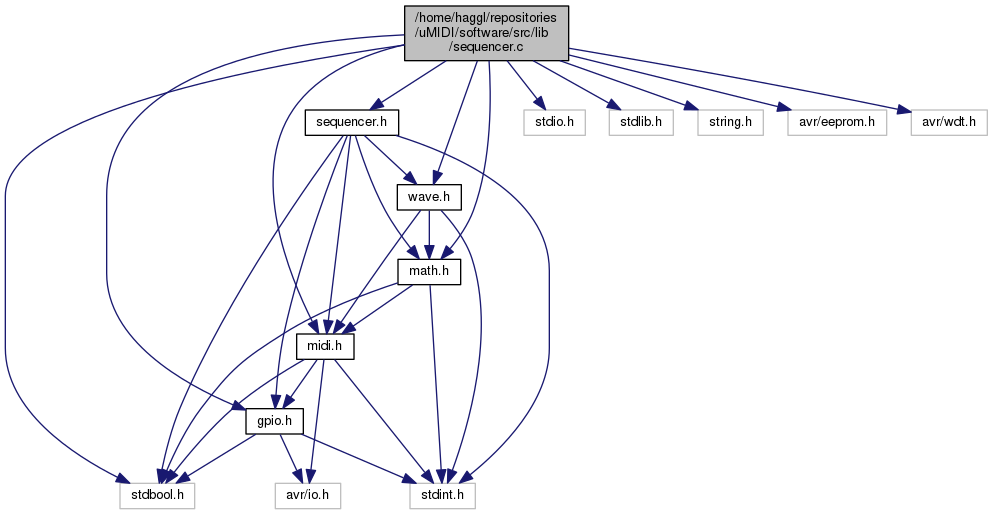 /home/haggl/repositories
/uMIDI/software/src/lib
/sequencer.c
sequencer.h
stdio.h
stdlib.h
string.h
avr/eeprom.h
avr/wdt.h
wave.h
math.h
midi.h
gpio.h
stdbool.h
avr/io.h
stdint.h